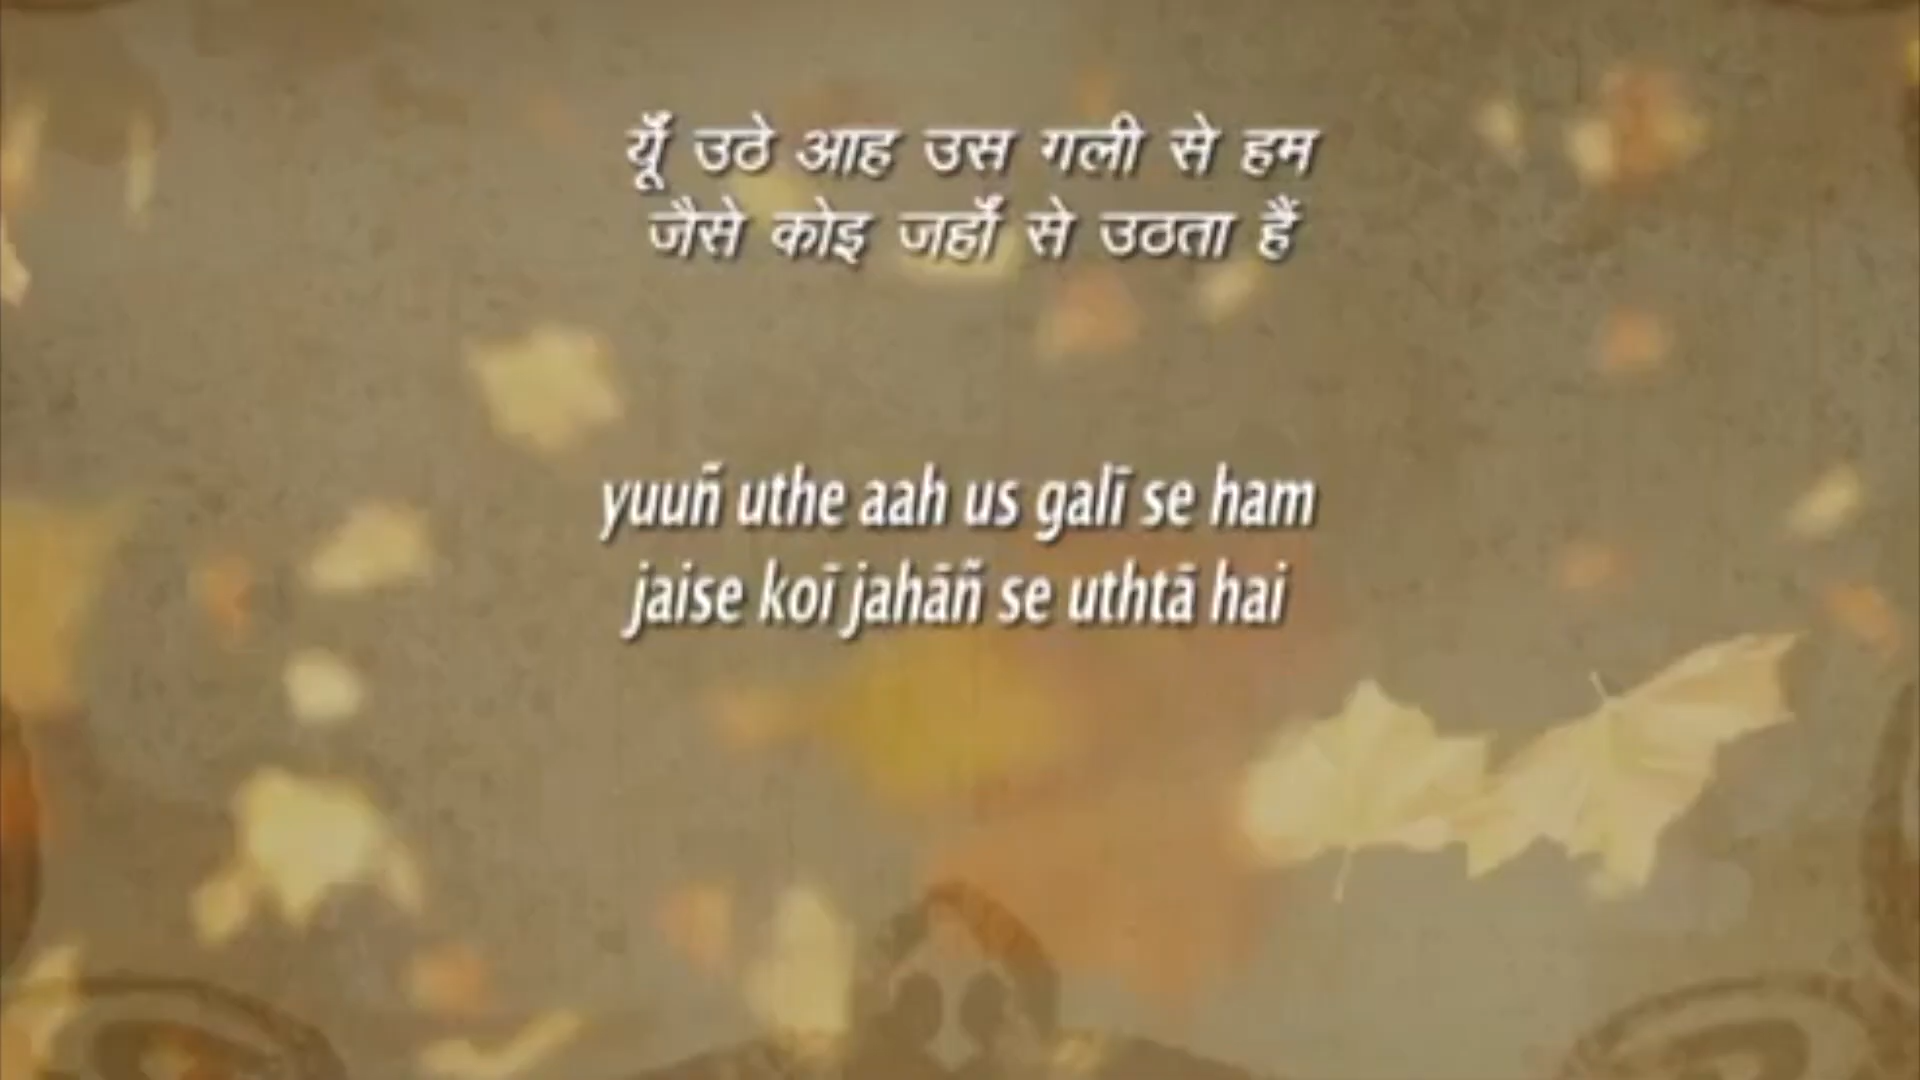 यूँ उठे आह उस गली से हम
जैसे कोइ जहाँ से उठता हैं
yuuñ uthe aah us galī se ham
jaise koī jahāñ se uthtā hai